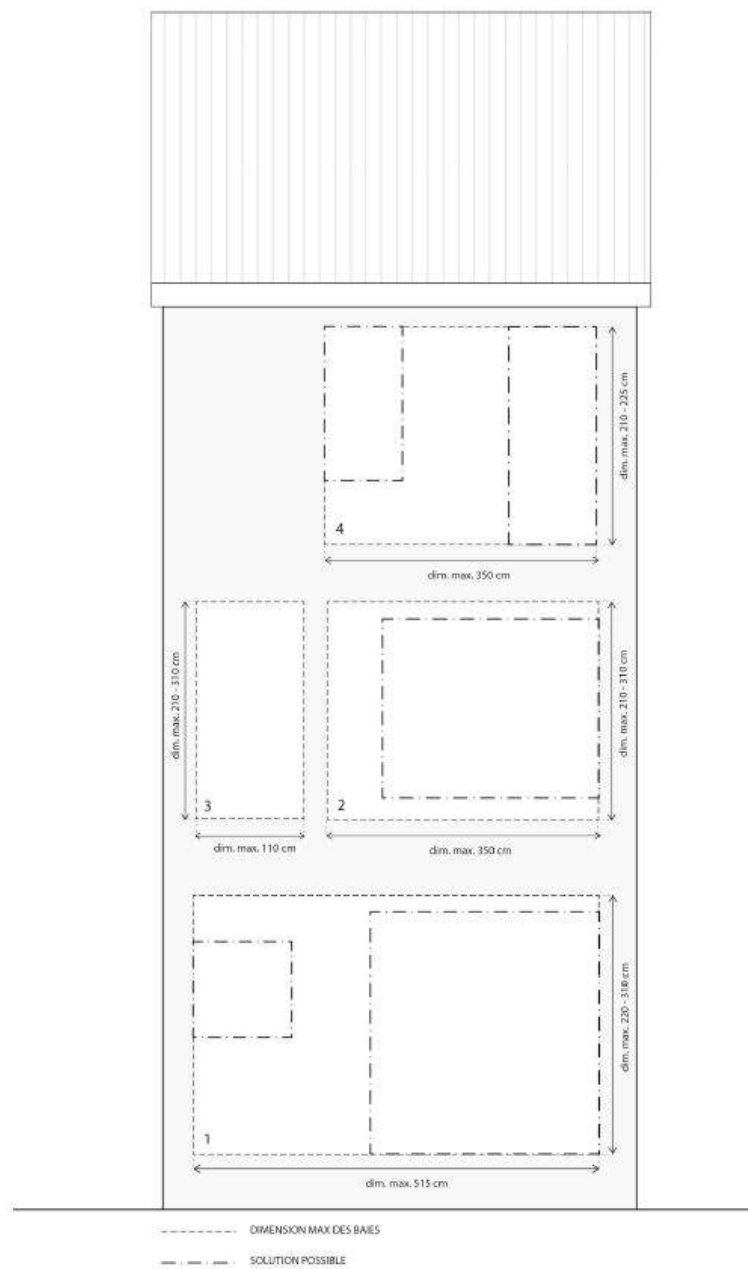 dim. max. 210 - 225 cm
4
dim. max. 350 cm
dim. max. 210 - 310 cm
3
dim. max. 110 cm
2
dim. max. 350 cm
dim. max. 210 - 310 cm
1
dim. max. 220 - 310 cm
dim. max. 515 cm
DIMENSION MAX DES BAIES
SOLUTION POSSIBLE